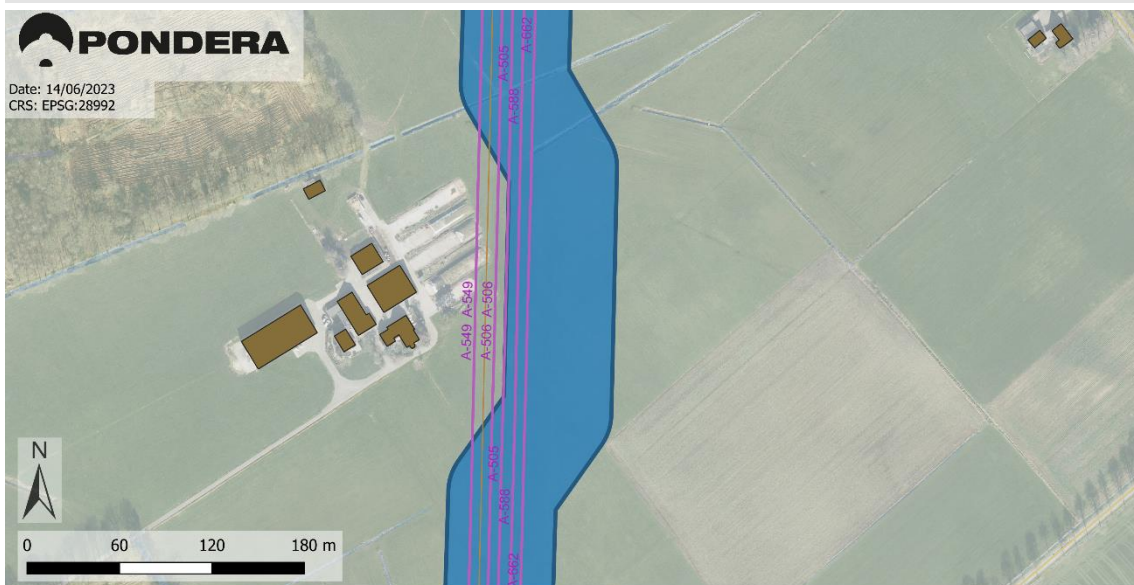 PONDERA
Date: 14/06/2023
CRS: EPSG:28992
A-662
A-505
A-588
A-549 A-549
A-506 A-506
A-505
A-588
A-662
N
0 60 120 180 m